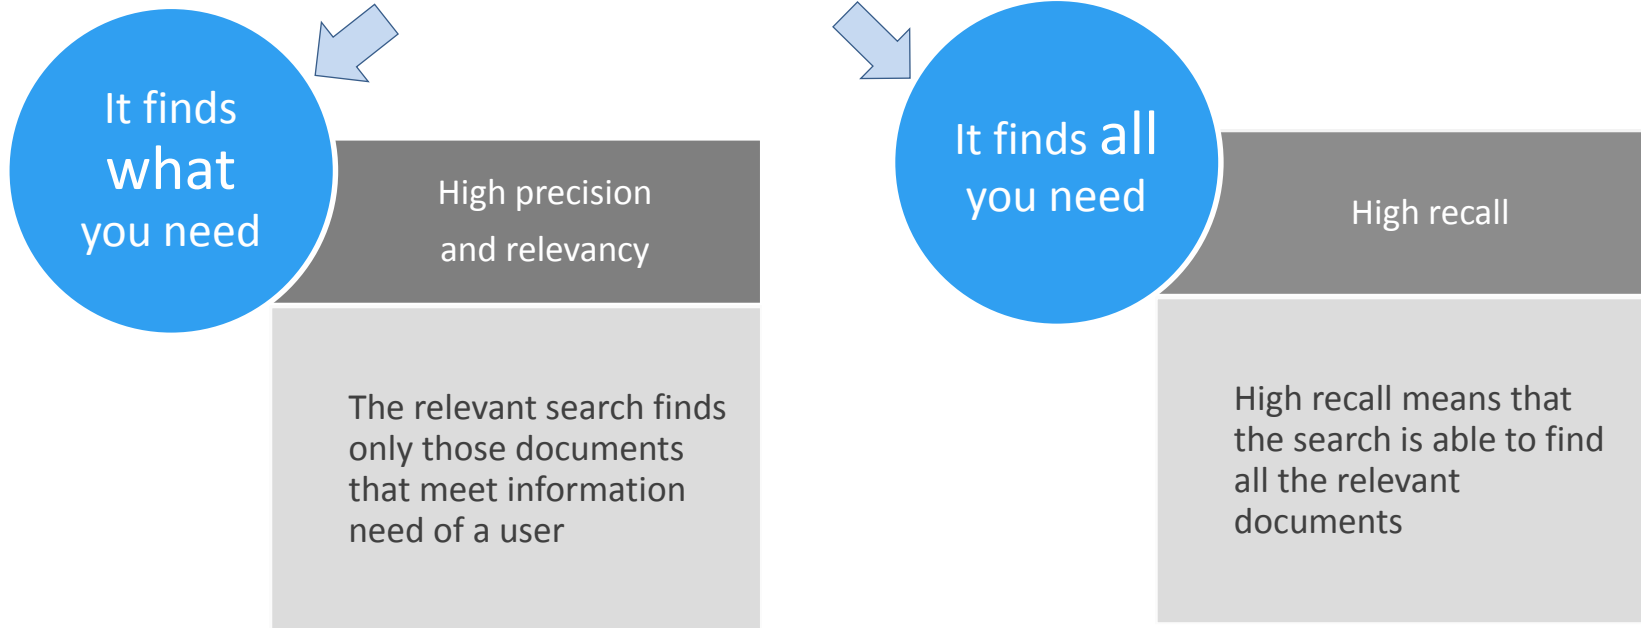 It finds
what
you need
High precision
and relevancy
The relevant search finds
only those documents
that meet information
need of a user
It finds all
you need
High recall
High recall means that
the search is able to find
all the relevant
documents